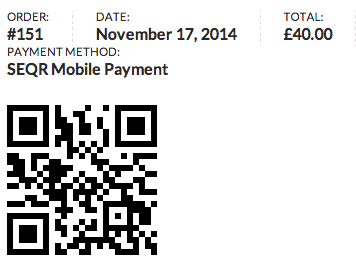 ORDER: DATE: TOTAL:
#151 November 17, 2014 £40.00
PAYMENT METHOD:
SEQR Mobile Payment